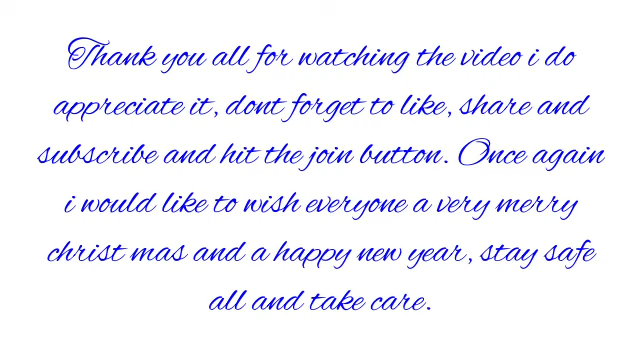 Thank you all for watching the video i do
appreciate it, dont forget to like, share and
subscribe and hit the join button. Once again
i would like to wish everyone a very merry
christ mas and a happy new year, stay safe
all and take care.